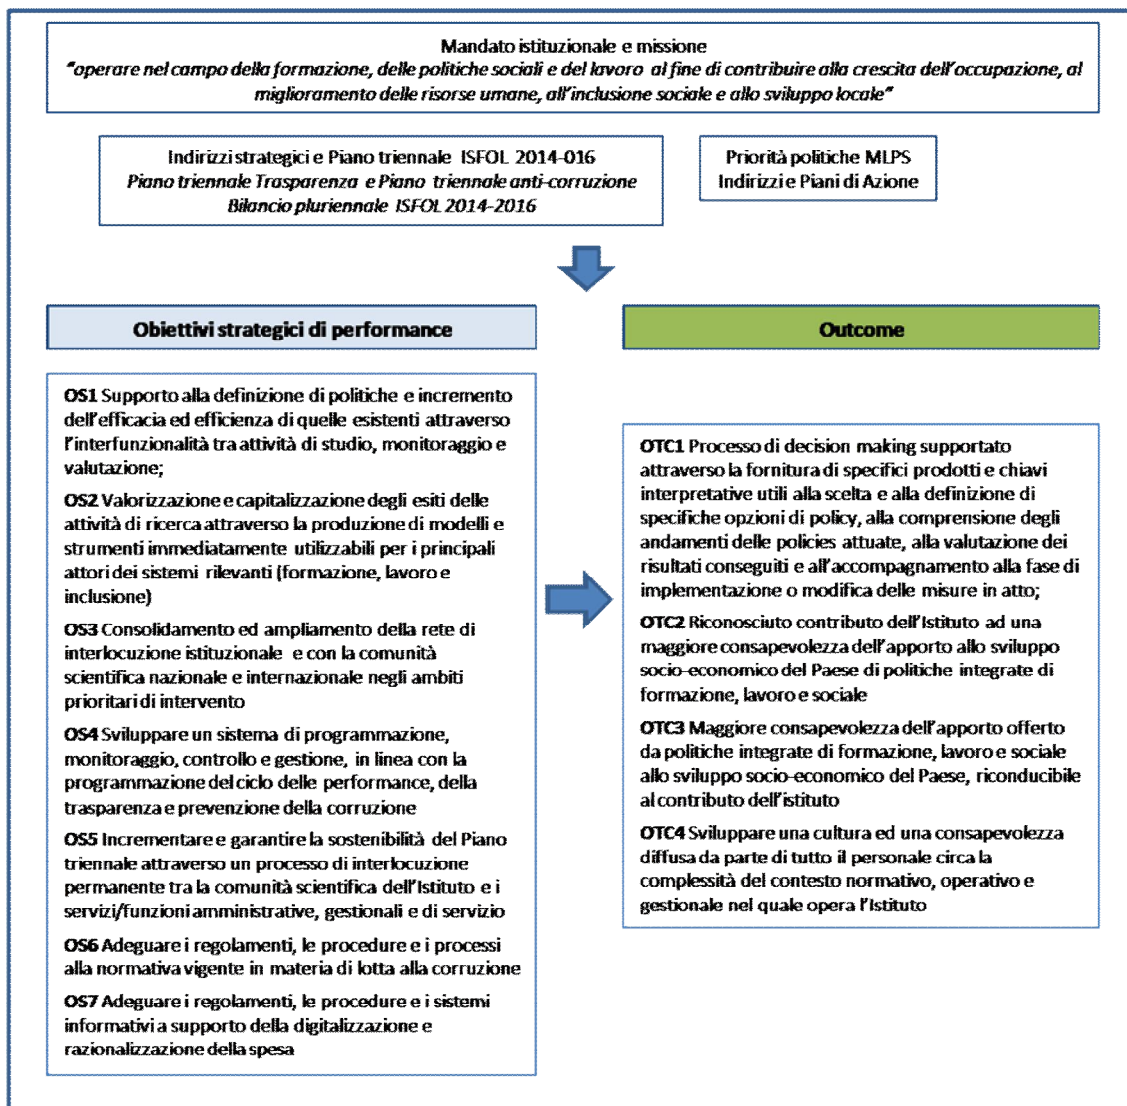 Mandato istituzionale e missione
"operare nel campo della formazione, delle politiche sociali e del lavoro al fine di contribuire alla crescita dell'occupazione, al
miglioramento delle risorse umane, all'inclusione sociale e allo sviluppo locale"
Indirizzi strategici e Piano triennale ISFOL 2014-016
Piano triennale Trasparenza e Piano triennale anti-corruzione
Bilancio pluriennale ISFOL 2014-2016
Priorità politiche MLPS
Indirizzi e Piani di Azione
Obiettivi strategici di performance
OS1 Supporto alla definizione di politiche e incremento
dell'efficacia ed efficienza di quelle esistenti attraverso
l'interfunzionalità tra attività di studio, monitoraggio e
valutazione;
OS2 Valorizzazione e capitalizzazione degli esiti delle
attività di ricerca attraverso la produzione di modelli e
strumenti immediatamente utilizzabili per i principali
attori dei sistemi rilevanti (formazione, lavoro e
inclusione)
OS3 Consolidamento ed ampliamento della rete di
interlocuzione istituzionale e con la comunità
scientifica nazionale e internazionale negli ambiti
prioritari di intervento
OS4 Sviluppare un sistema di programmazione,
monitoraggio, controllo e gestione, in linea con la
programmazione del ciclo delle performance, della
trasparenza e prevenzione della corruzione
OS5 Incrementare e garantire la sostenibilità del Piano
triennale attraverso un processo di interlocuzione
permanente tra la comunità scientifica dell'Istituto e i
servizi/funzioni amministrative, gestionali e di servizio
OS6 Adeguare i regolamenti, le procedure e i processi
alla normativa vigente in materia di lotta alla corruzione
OS7 Adeguare i regolamenti, le procedure e i sistemi
informativi a supporto della digitalizzazione e
razionalizzazione della spesa
Outcome
OTC1 Processo di decision making supportato
attraverso la fornitura di specifici prodotti e chiavi
interpretative utili alla scelta e alla definizione di
specifiche opzioni di policy, alla comprensione degli
andamenti delle policies attuate, alla valutazione dei
risultati conseguiti e all'accompagnamento alla fase di
implementazione o modifica delle misure in atto;
OTC2 Riconosciuto contributo dell'Istituto ad una
maggiore consapevolezza dell'apporto allo sviluppo
socio-economico del Paese di politiche integrate di
formazione, lavoro e sociale
OTC3 Maggiore consapevolezza dell'apporto offerto
da politiche integrate di formazione, lavoro e sociale
allo sviluppo socio-economico del Paese, riconducibile
al contributo dell'istituto
OTC4 Sviluppare una cultura ed una consapevolezza
diffusa da parte di tutto il personale circa la
complessità del contesto normativo, operativo e
gestionale nel quale opera l'Istituto